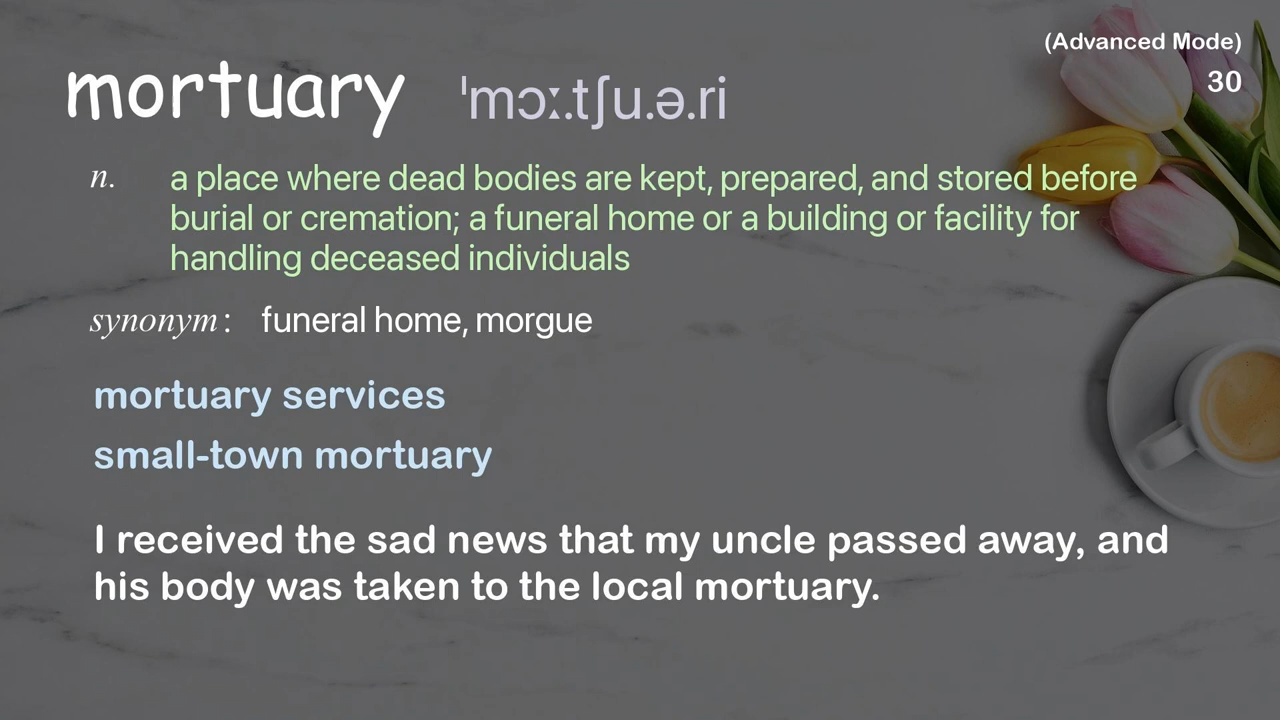 (Advanced Mode)
30
mortuary ˈmɔː.tʃu.ə.ri
n. a place where dead bodies are kept, prepared, and stored before
burial or cremation; a funeral home or a building or facility for
handling deceased individuals
synonym: funeral home, morgue
mortuary services
small-town mortuary
I received the sad news that my uncle passed away, and
his body was taken to the local mortuary.